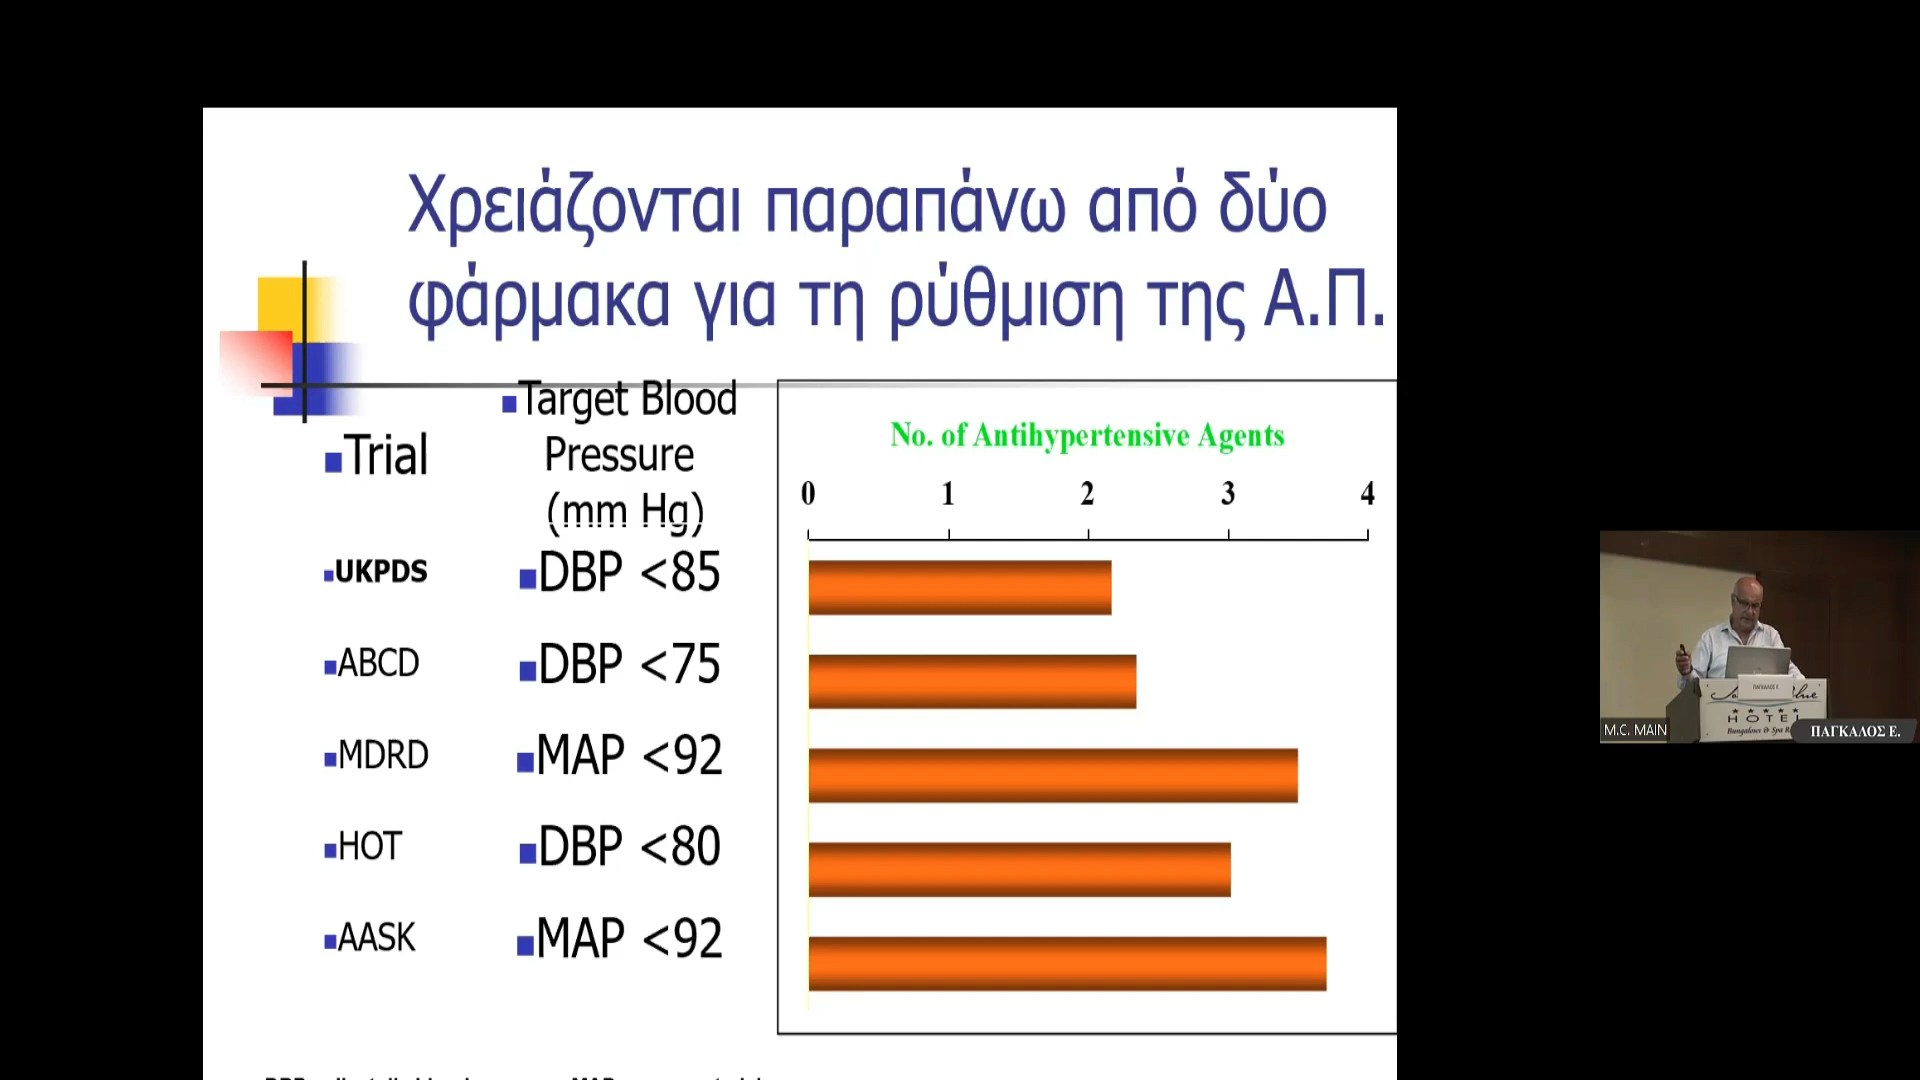 Χρειάζονται παραπάνω από δύο
φάρμακα για τη ρύθμιση της Α.Π.
Trial
Target Blood
Pressure
(mm Hg)
No. of Antihypertensive Agents
0 1 2 3 4
UKPDS DBP <85
ABCD DBP <75
MDRD MAP <92
HOT DBP <80
AASK MAP <92
M.C. MAIN
ΠΑΓΚΑΛΟΣ Ε.
HOTEL
ΠΑΓΚΑΛΟΣ Ε.